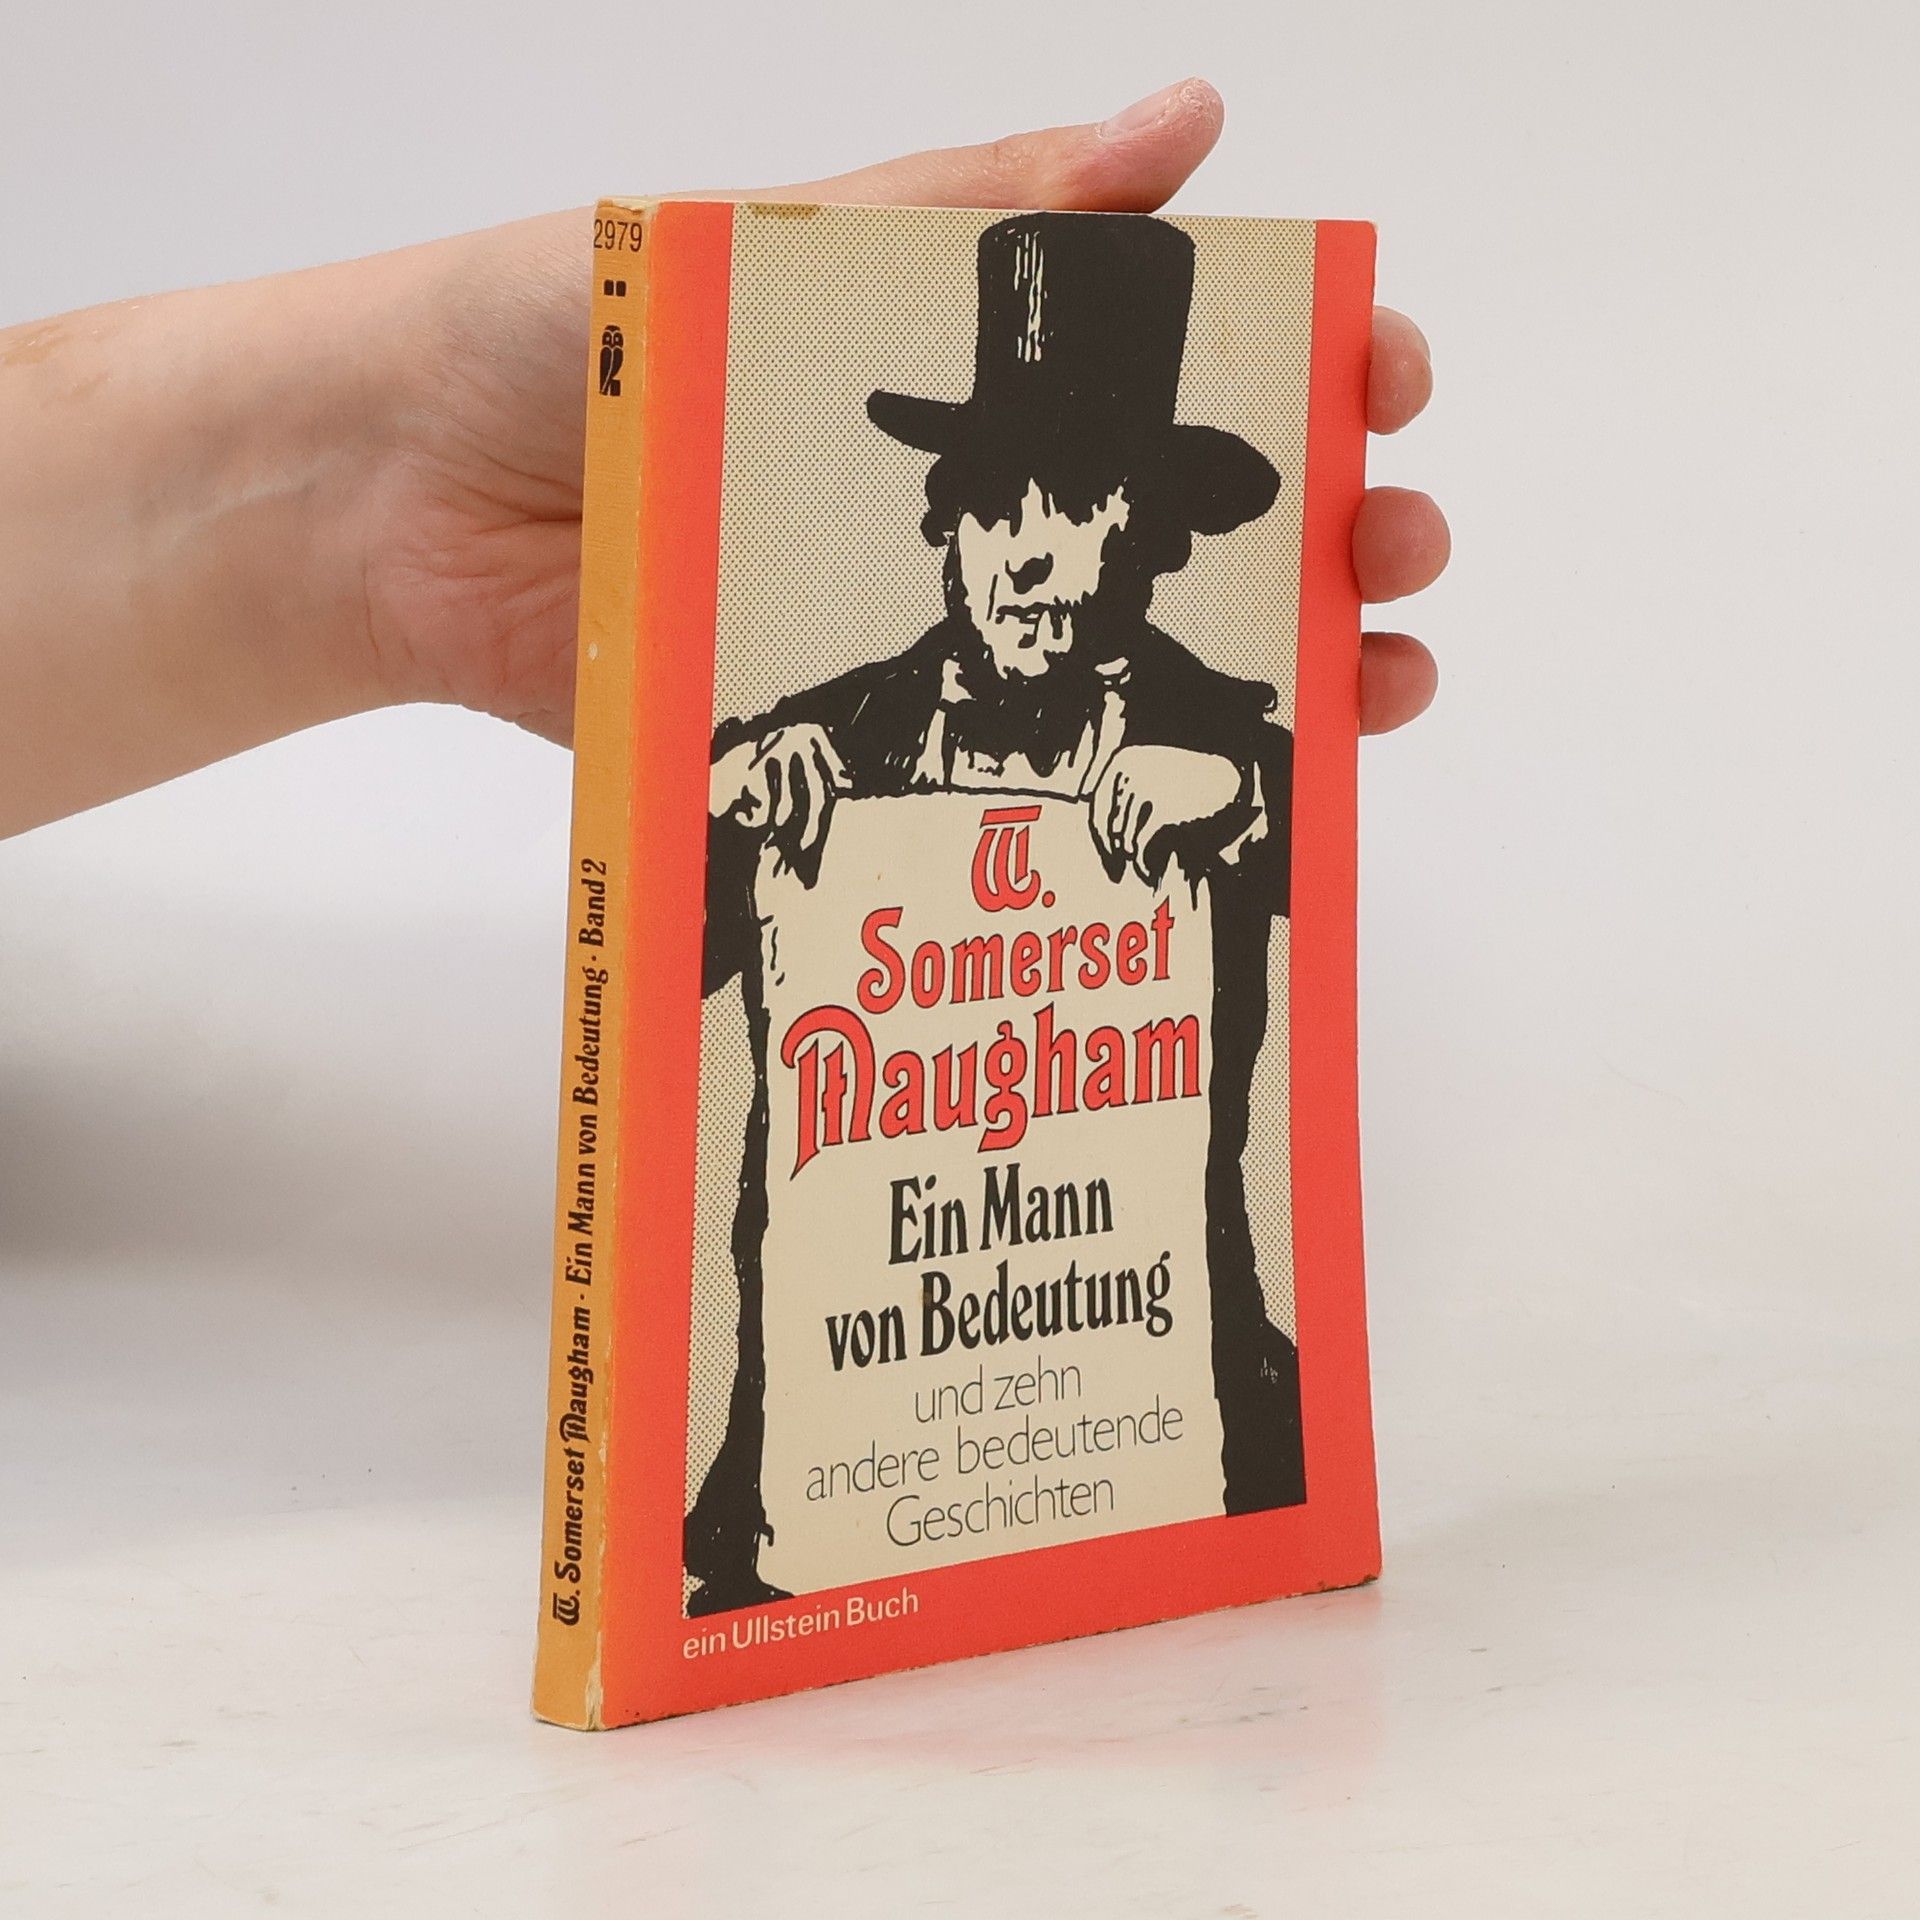 2979
W. Somerset Maugham · Ein Mann von Bedeutung · Band 2
W.
Somerset
Maugham
Ein Mann
von Bedeutung
und zehn
andere bedeutende
Geschichten
ein Ullstein Buch